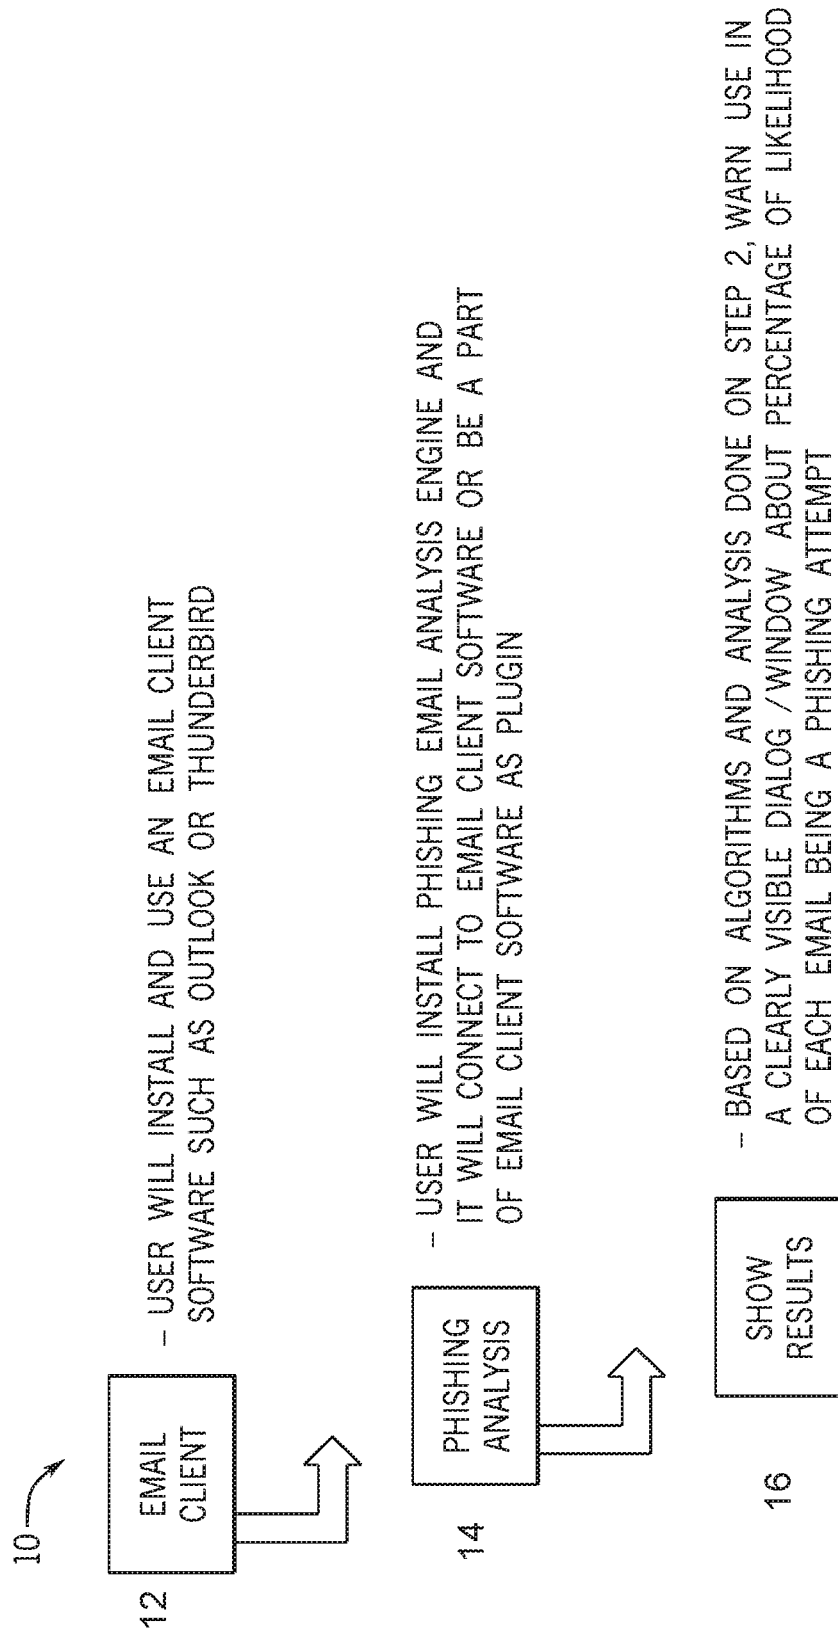 10
12
EMAIL
CLIENT
– USER WILL INSTALL AND USE AN EMAIL CLIENT
SOFTWARE SUCH AS OUTLOOK OR THUNDERBIRD
14
PHISHING
ANALYSIS
– USER WILL INSTALL PHISHING EMAIL ANALYSIS ENGINE AND
IT WILL CONNECT TO EMAIL CLIENT SOFTWARE OR BE A PART
OF EMAIL CLIENT SOFTWARE AS PLUGIN
16
SHOW
RESULTS
– BASED ON ALGORITHMS AND ANALYSIS DONE ON STEP 2, WARN USE IN
A CLEARLY VISIBLE DIALOG /WINDOW ABOUT PERCENTAGE OF LIKELIHOOD
OF EACH EMAIL BEING A PHISHING ATTEMPT